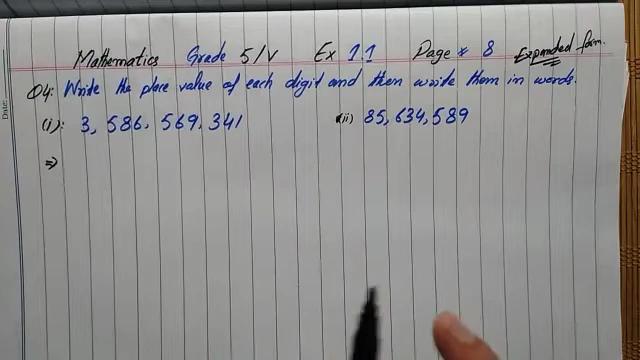 Mathematics Grade 5/V Ex 1.1 Page # 8 Expanded form.
Q4: Write the place value of each digit and then write them in words.
(i): 3, 586, 569, 341 (ii) 85,634,589
⇒
Date: